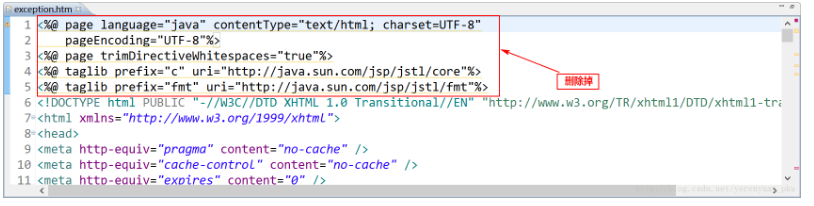 exception.htm
1 <%@ page language="java" contentType="text/html; charset=UTF-8"
2 pageEncoding="UTF-8"%>
3 <%@ page trimDirectiveWhitespaces="true"%>
4 <%@ taglib prefix="c" uri="http://java.sun.com/jsp/jstl/core"%>
5 <%@ taglib prefix="fmt" uri="http://java.sun.com/jsp/jstl/fmt"%>
删除掉
6 <!DOCTYPE html PUBLIC "-//W3C//DTD XHTML 1.0 Transitional//EN" "http://www.w3.org/TR/xhtml1/DTD/xhtml1-tra
7 <html xmlns="http://www.w3.org/1999/xhtml">
8 <head>
9 <meta http-equiv="pragma" content="no-cache" />
10 <meta http-equiv="cache-control" content="no-cache" />
11 <meta http-equiv="expires" content="0" />